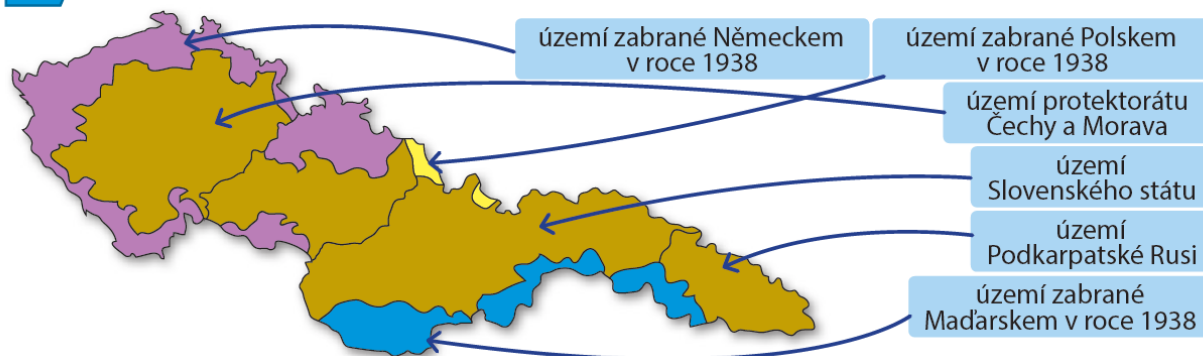 území zabrané Německem
v roce 1938
území zabrané Polskem
v roce 1938
území protektorátu
Čechy a Morava
území
Slovenského státu
území
Podkarpatské Rusi
území zabrané
Maďarskem v roce 1938